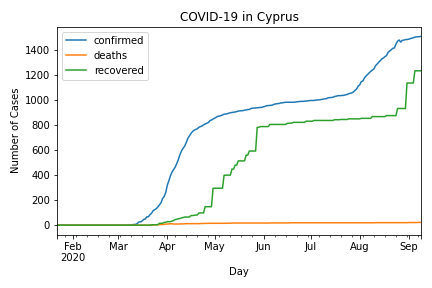 COVID-19 in Cyprus
confirmed
deaths
recovered
Number of Cases
1400
1200
1000
800
600
400
200
0
Feb
2020
Mar
Apr
May
Jun
Jul
Aug
Sep
Day